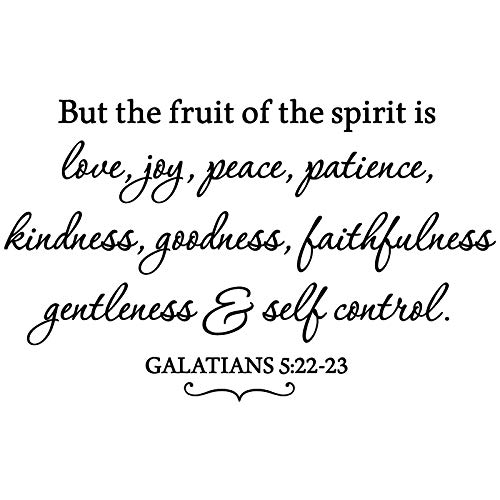 But the fruit of the spirit is
love, joy, peace, patience,
kindness, goodness, faithfulness
gentleness & self control.
GALATIANS 5:22-23